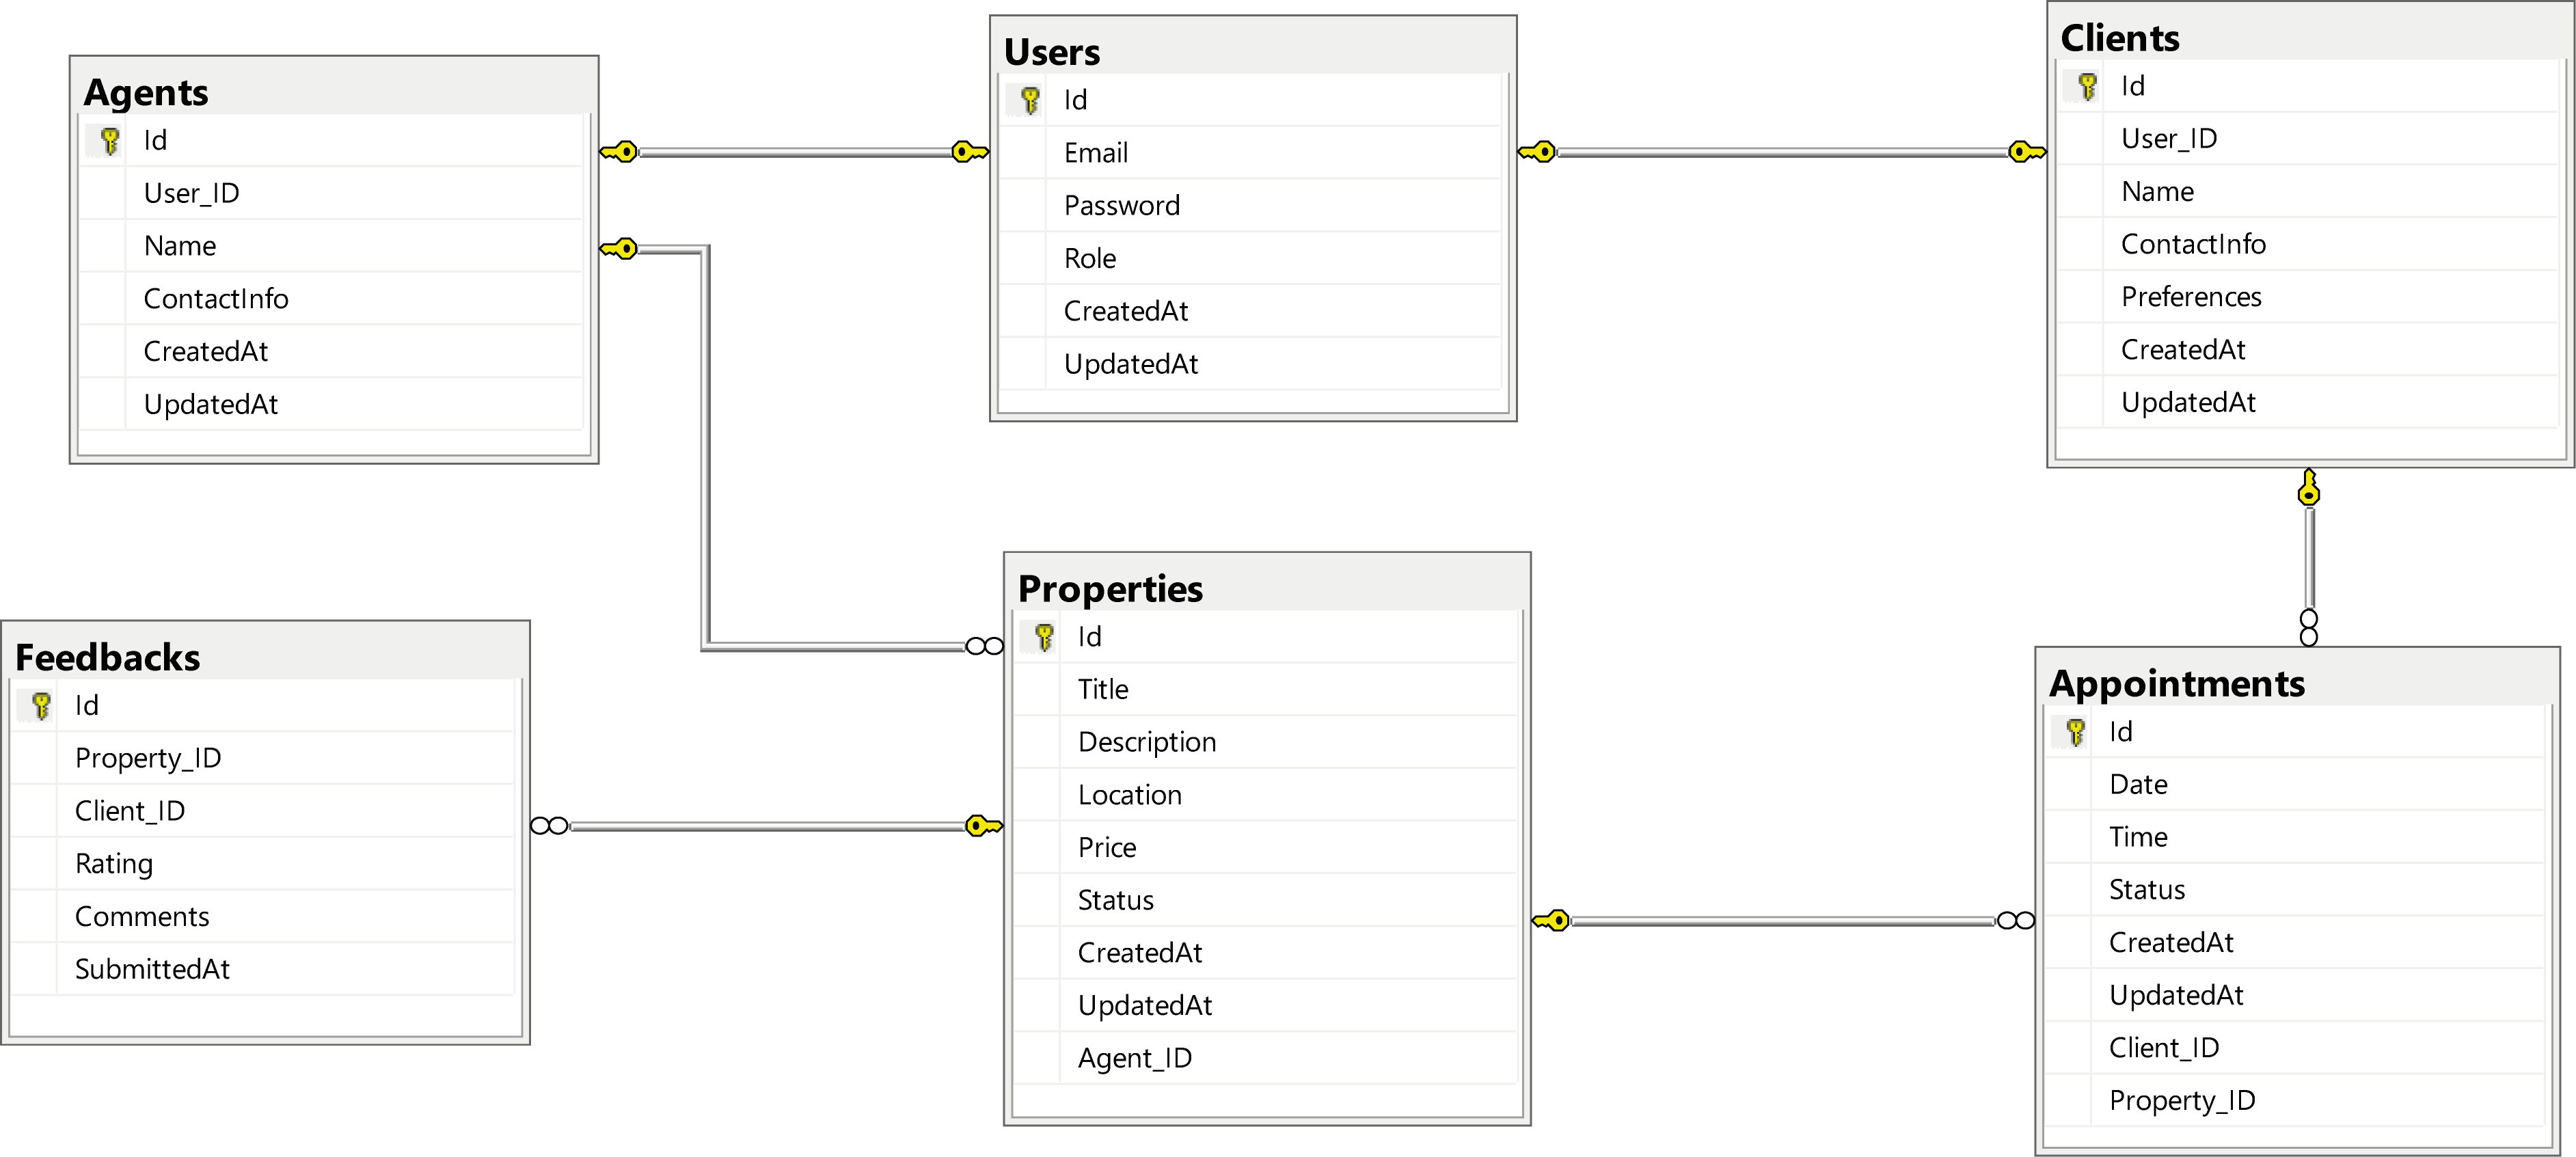 Agents
Id
User_ID
Name
ContactInfo
CreatedAt
UpdatedAt
Users
Id
Email
Password
Role
CreatedAt
UpdatedAt
Clients
Id
User_ID
Name
ContactInfo
Preferences
CreatedAt
UpdatedAt
Feedbacks
Id
Property_ID
Client_ID
Rating
Comments
SubmittedAt
Properties
Id
Title
Description
Location
Price
Status
CreatedAt
UpdatedAt
Agent_ID
Appointments
Id
Date
Time
Status
CreatedAt
UpdatedAt
Client_ID
Property_ID